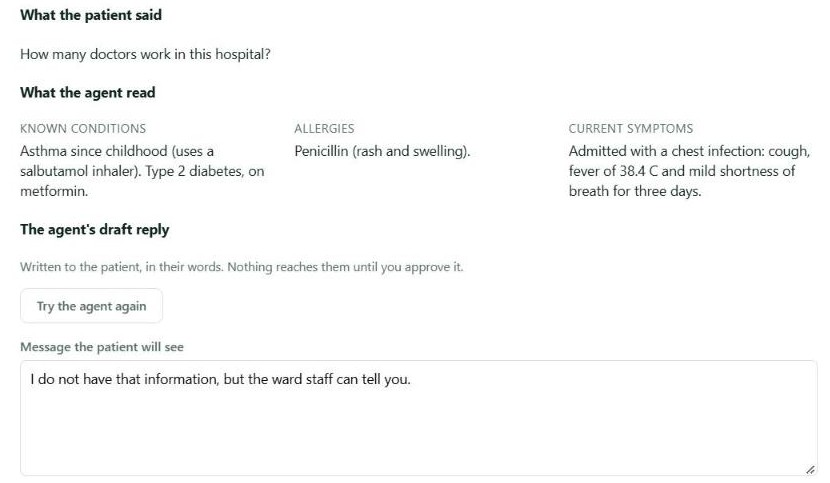 What the patient said
How many doctors work in this hospital?
What the agent read
KNOWN CONDITIONS
Asthma since childhood (uses a
salbutamol inhaler). Type 2 diabetes, on
metformin.
ALLERGIES
Penicillin (rash and swelling).
CURRENT SYMPTOMS
Admitted with a chest infection: cough,
fever of 38.4 C and mild shortness of
breath for three days.
The agent's draft reply
Written to the patient, in their words. Nothing reaches them until you approve it.
Try the agent again
Message the patient will see
I do not have that information, but the ward staff can tell you.